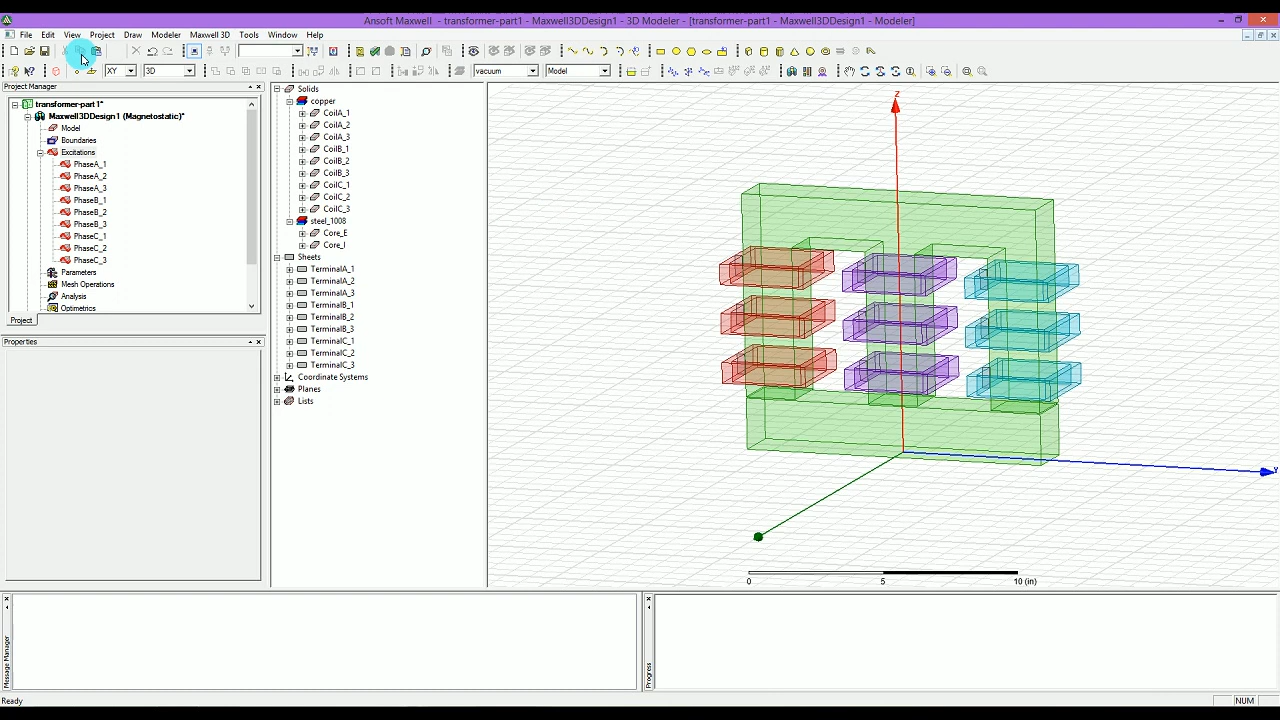 Ansoft Maxwell - transformer-part1 - Maxwell3DDesign1 - 3D Modeler - [transformer-part1 - Maxwell3DDesign1 - Modeler]
File Edit View Project Draw Modeler Maxwell 3D Tools Window Help
XY 3D vacuum Model
Project Manager
transformer-part1*
Maxwell3DDesign1 (Magnetostatic)*
Model
Boundaries
Excitations
PhaseA_1
PhaseA_2
PhaseA_3
PhaseB_1
PhaseB_2
PhaseB_3
PhaseC_1
PhaseC_2
PhaseC_3
Parameters
Mesh Operations
Analysis
Optimetrics
Project
Properties
Solids
copper
CoilA_1
CoilA_2
CoilA_3
CoilB_1
CoilB_2
CoilB_3
CoilC_1
CoilC_2
CoilC_3
steel_1008
Core_E
Core_I
Sheets
TerminalA_1
TerminalA_2
TerminalA_3
TerminalB_1
TerminalB_2
TerminalB_3
TerminalC_1
TerminalC_2
TerminalC_3
Coordinate Systems
Planes
Lists
Z
Y
0 5 10 (in)
Message Manager
Progress
Ready
NUM